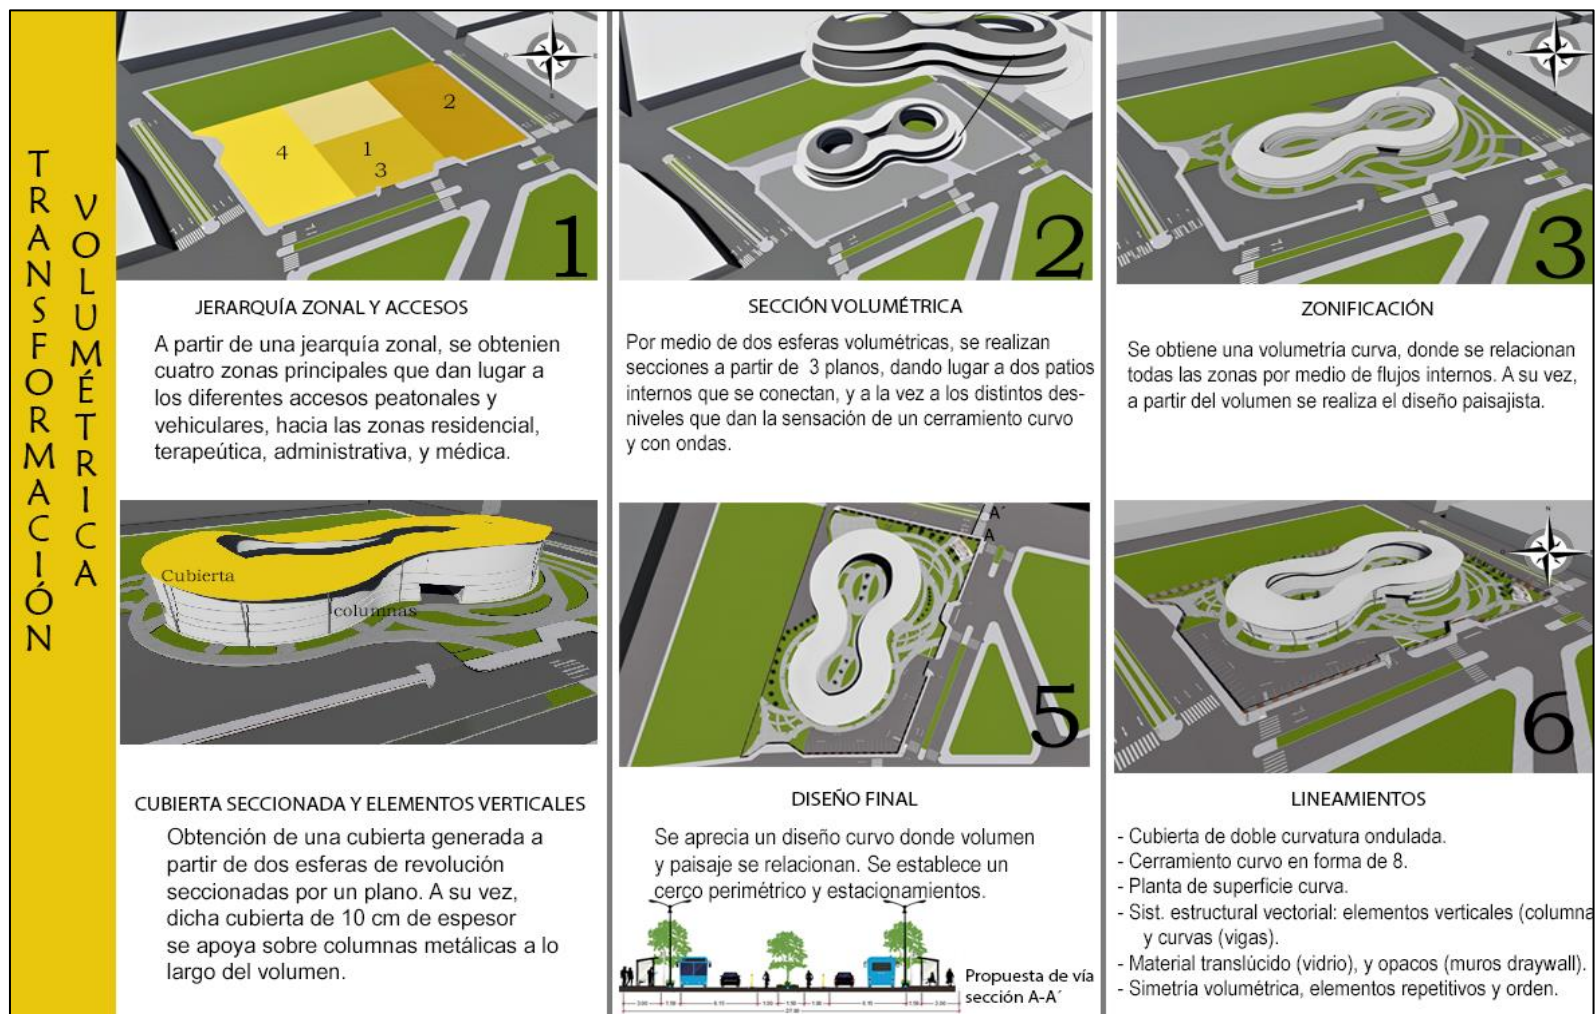 TRANSFORMACIÓN
VOLUMÉTRICA
2
4
1
3
1
JERARQUÍA ZONAL Y ACCESOS
A partir de una jearquía zonal, se obtenien
cuatro zonas principales que dan lugar a
los diferentes accesos peatonales y
vehiculares, hacia las zonas residencial,
terapeútica, administrativa, y médica.
2
SECCIÓN VOLUMÉTRICA
Por medio de dos esferas volumétricas, se realizan
secciones a partir de 3 planos, dando lugar a dos patios
internos que se conectan, y a la vez a los distintos des-
niveles que dan la sensación de un cerramiento curvo
y con ondas.
3
ZONIFICACIÓN
Se obtiene una volumetría curva, donde se relacionan
todas las zonas por medio de flujos internos. A su vez,
a partir del volumen se realiza el diseño paisajista.
Cubierta
columnas
CUBIERTA SECCIONADA Y ELEMENTOS VERTICALES
Obtención de una cubierta generada a
partir de dos esferas de revolución
seccionadas por un plano. A su vez,
dicha cubierta de 10 cm de espesor
se apoya sobre columnas metálicas a lo
largo del volumen.
A´
A
5
DISEÑO FINAL
Se aprecia un diseño curvo donde volumen
y paisaje se relacionan. Se establece un
cerco perimétrico y estacionamientos.
Propuesta de vía
sección A-A´
N
6
LINEAMIENTOS
- Cubierta de doble curvatura ondulada.
- Cerramiento curvo en forma de 8.
- Planta de superficie curva.
- Sist. estructural vectorial: elementos verticales (columna
y curvas (vigas).
- Material translúcido (vidrio), y opacos (muros draywall).
- Simetría volumétrica, elementos repetitivos y orden.